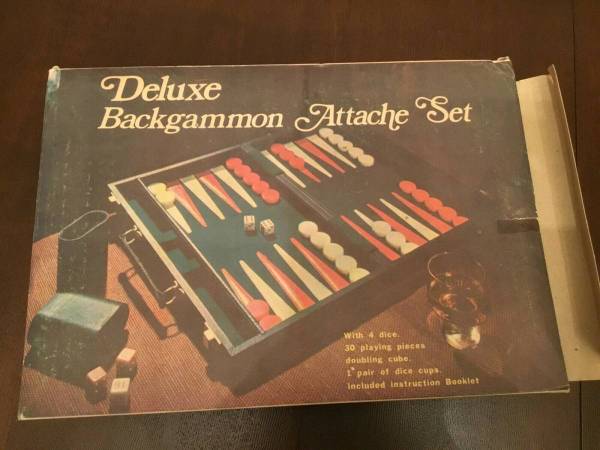 Deluxe
Backgammon Attache Set
With 4 dice.
30 playing pieces
doubling cube.
1 pair of dice cups.
Included instruction Booklet